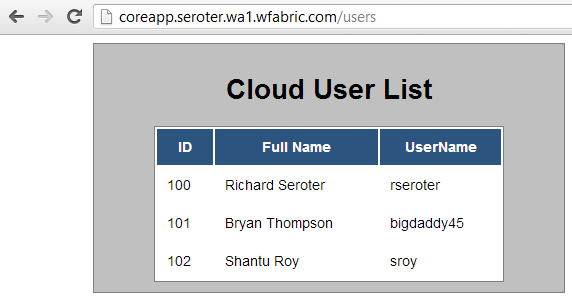 coreapp.seroter.wa1.wfabric.com/users
Cloud User List
ID Full Name UserName
100 Richard Seroter rseroter
101 Bryan Thompson bigdaddy45
102 Shantu Roy sroy